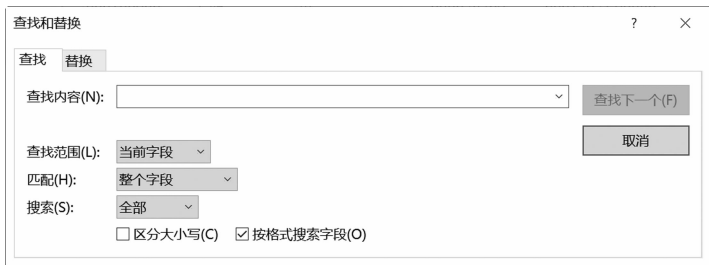 查找和替换
查找 替换
查找内容(N): 查找下一个(F)
取消
查找范围(L): 当前字段
匹配(H): 整个字段
搜索(S): 全部
区分大小写(C) 按格式搜索字段(O)